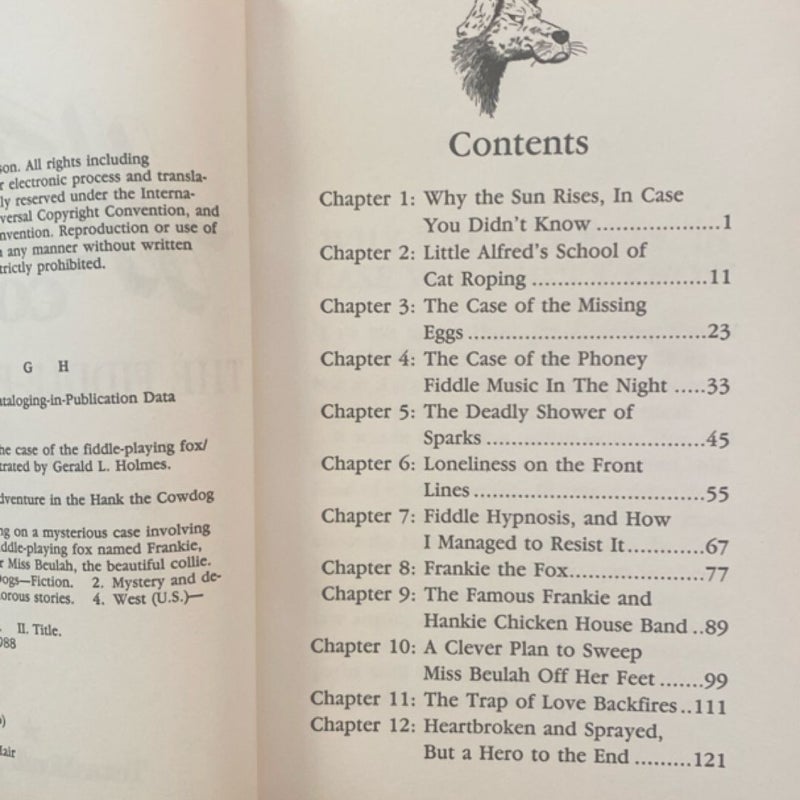 son. All rights including
r electronic process and transla-
ly reserved under the Interna-
versal Copyright Convention, and
nvention. Reproduction or use of
any manner without written
trictly prohibited.
G H
ataloging-in-Publication Data
he case of the fiddle-playing fox/
trated by Gerald L. Holmes.
dventure in the Hank the Cowdog
ng on a mysterious case involving
ddle-playing fox named Frankie,
r Miss Beulah, the beautiful collie.
Dogs—Fiction. 2. Mystery and de-
orous stories. 4. West (U.S.)—
II. Title.
988
Hair
Contents
Chapter 1: Why the Sun Rises, In Case
You Didn't Know ...................1
Chapter 2: Little Alfred's School of
Cat Roping ...........................11
Chapter 3: The Case of the Missing
Eggs .....................................23
Chapter 4: The Case of the Phoney
Fiddle Music In The Night .....33
Chapter 5: The Deadly Shower of
Sparks ..................................45
Chapter 6: Loneliness on the Front
Lines ....................................55
Chapter 7: Fiddle Hypnosis, and How
I Managed to Resist It............67
Chapter 8: Frankie the Fox.....................77
Chapter 9: The Famous Frankie and
Hankie Chicken House Band ..89
Chapter 10: A Clever Plan to Sweep
Miss Beulah Off Her Feet .......99
Chapter 11: The Trap of Love Backfires..111
Chapter 12: Heartbroken and Sprayed,
But a Hero to the End .........121